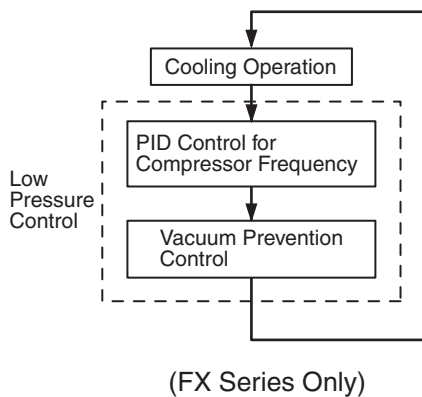 Cooling Operation
Low
Pressure
Control
PID Control for
Compressor Frequency
Vacuum Prevention
Control
(FX Series Only)